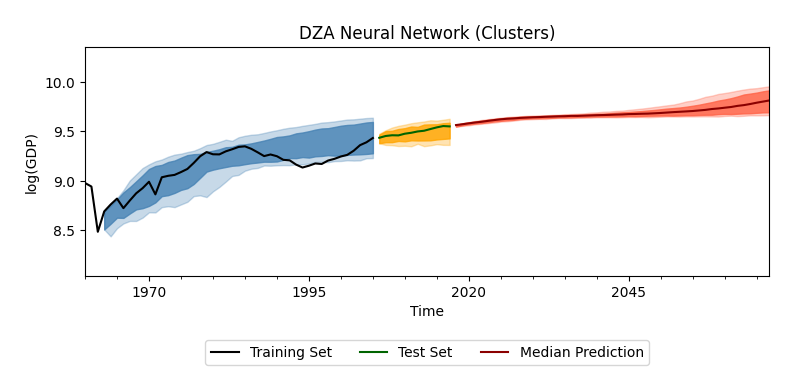 DZA Neural Network (Clusters)
10.0
9.5
9.0
8.5
log(GDP)
1970 1995 2020 2045
Time
Training Set Test Set Median Prediction